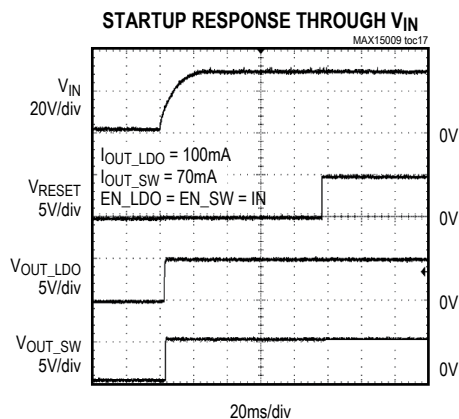 STARTUP RESPONSE THROUGH VIN
MAX15009 toc17
VIN
20V/div
0V
IOUT_LDO = 100mA
IOUT_SW = 70mA
EN_LDO = EN_SW = IN
VRESET
5V/div
0V
VOUT_LDO
5V/div
0V
VOUT_SW
5V/div
0V
20ms/div